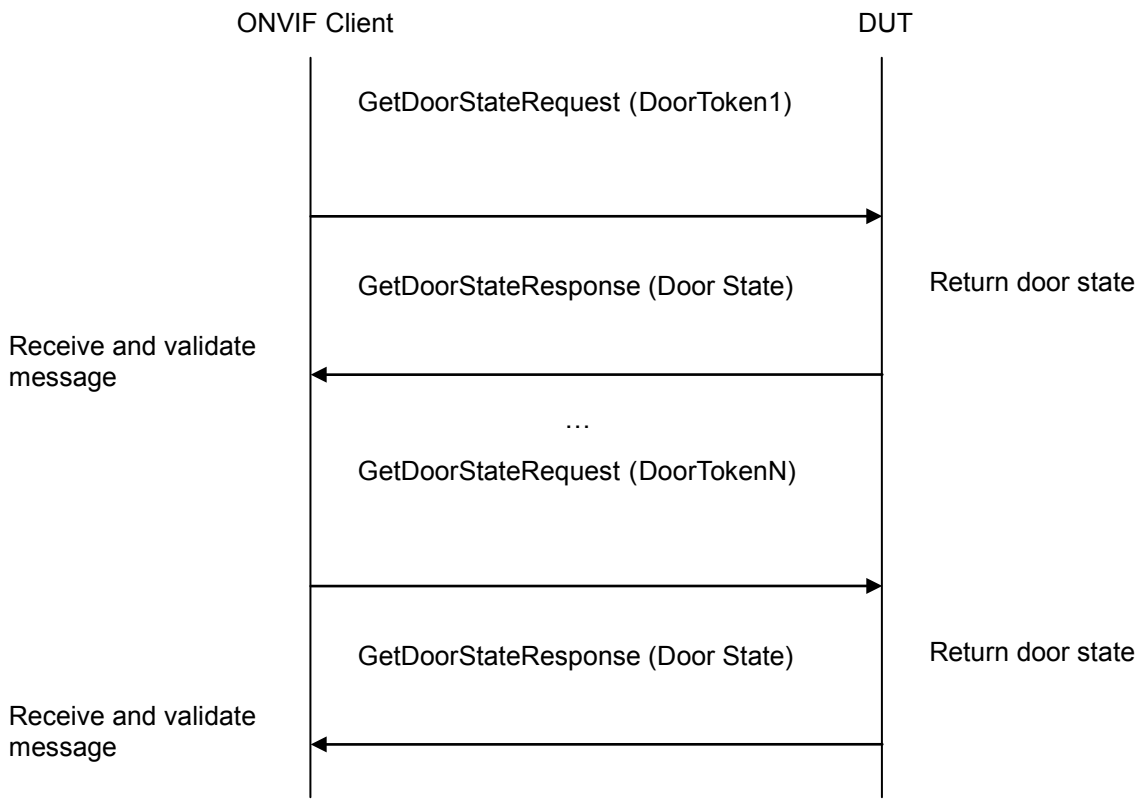 ONVIF Client
DUT
GetDoorStateRequest (DoorToken1)
GetDoorStateResponse (Door State)
Return door state
Receive and validate
message
…
GetDoorStateRequest (DoorTokenN)
GetDoorStateResponse (Door State)
Return door state
Receive and validate
message